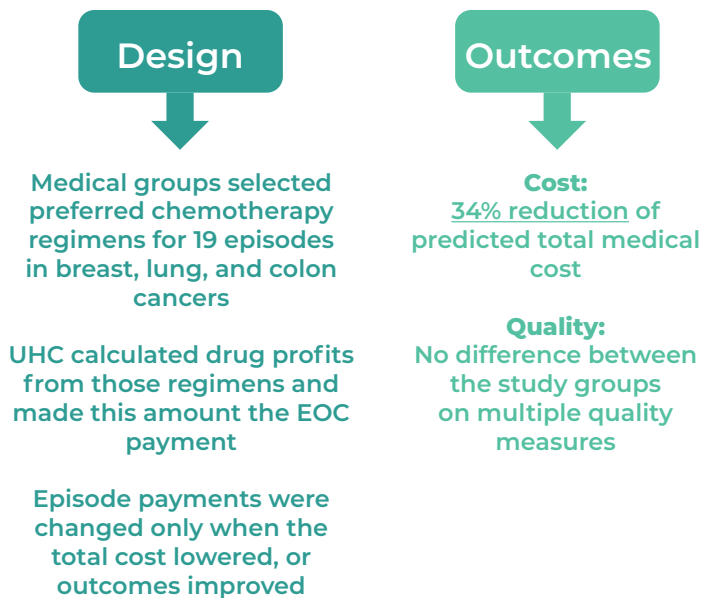 Design
Medical groups selected
preferred chemotherapy
regimens for 19 episodes
in breast, lung, and colon
cancers
UHC calculated drug profits
from those regimens and
made this amount the EOC
payment
Episode payments were
changed only when the
total cost lowered, or
outcomes improved
Outcomes
Cost:
34% reduction of
predicted total medical
cost
Quality:
No difference between
the study groups
on multiple quality
measures